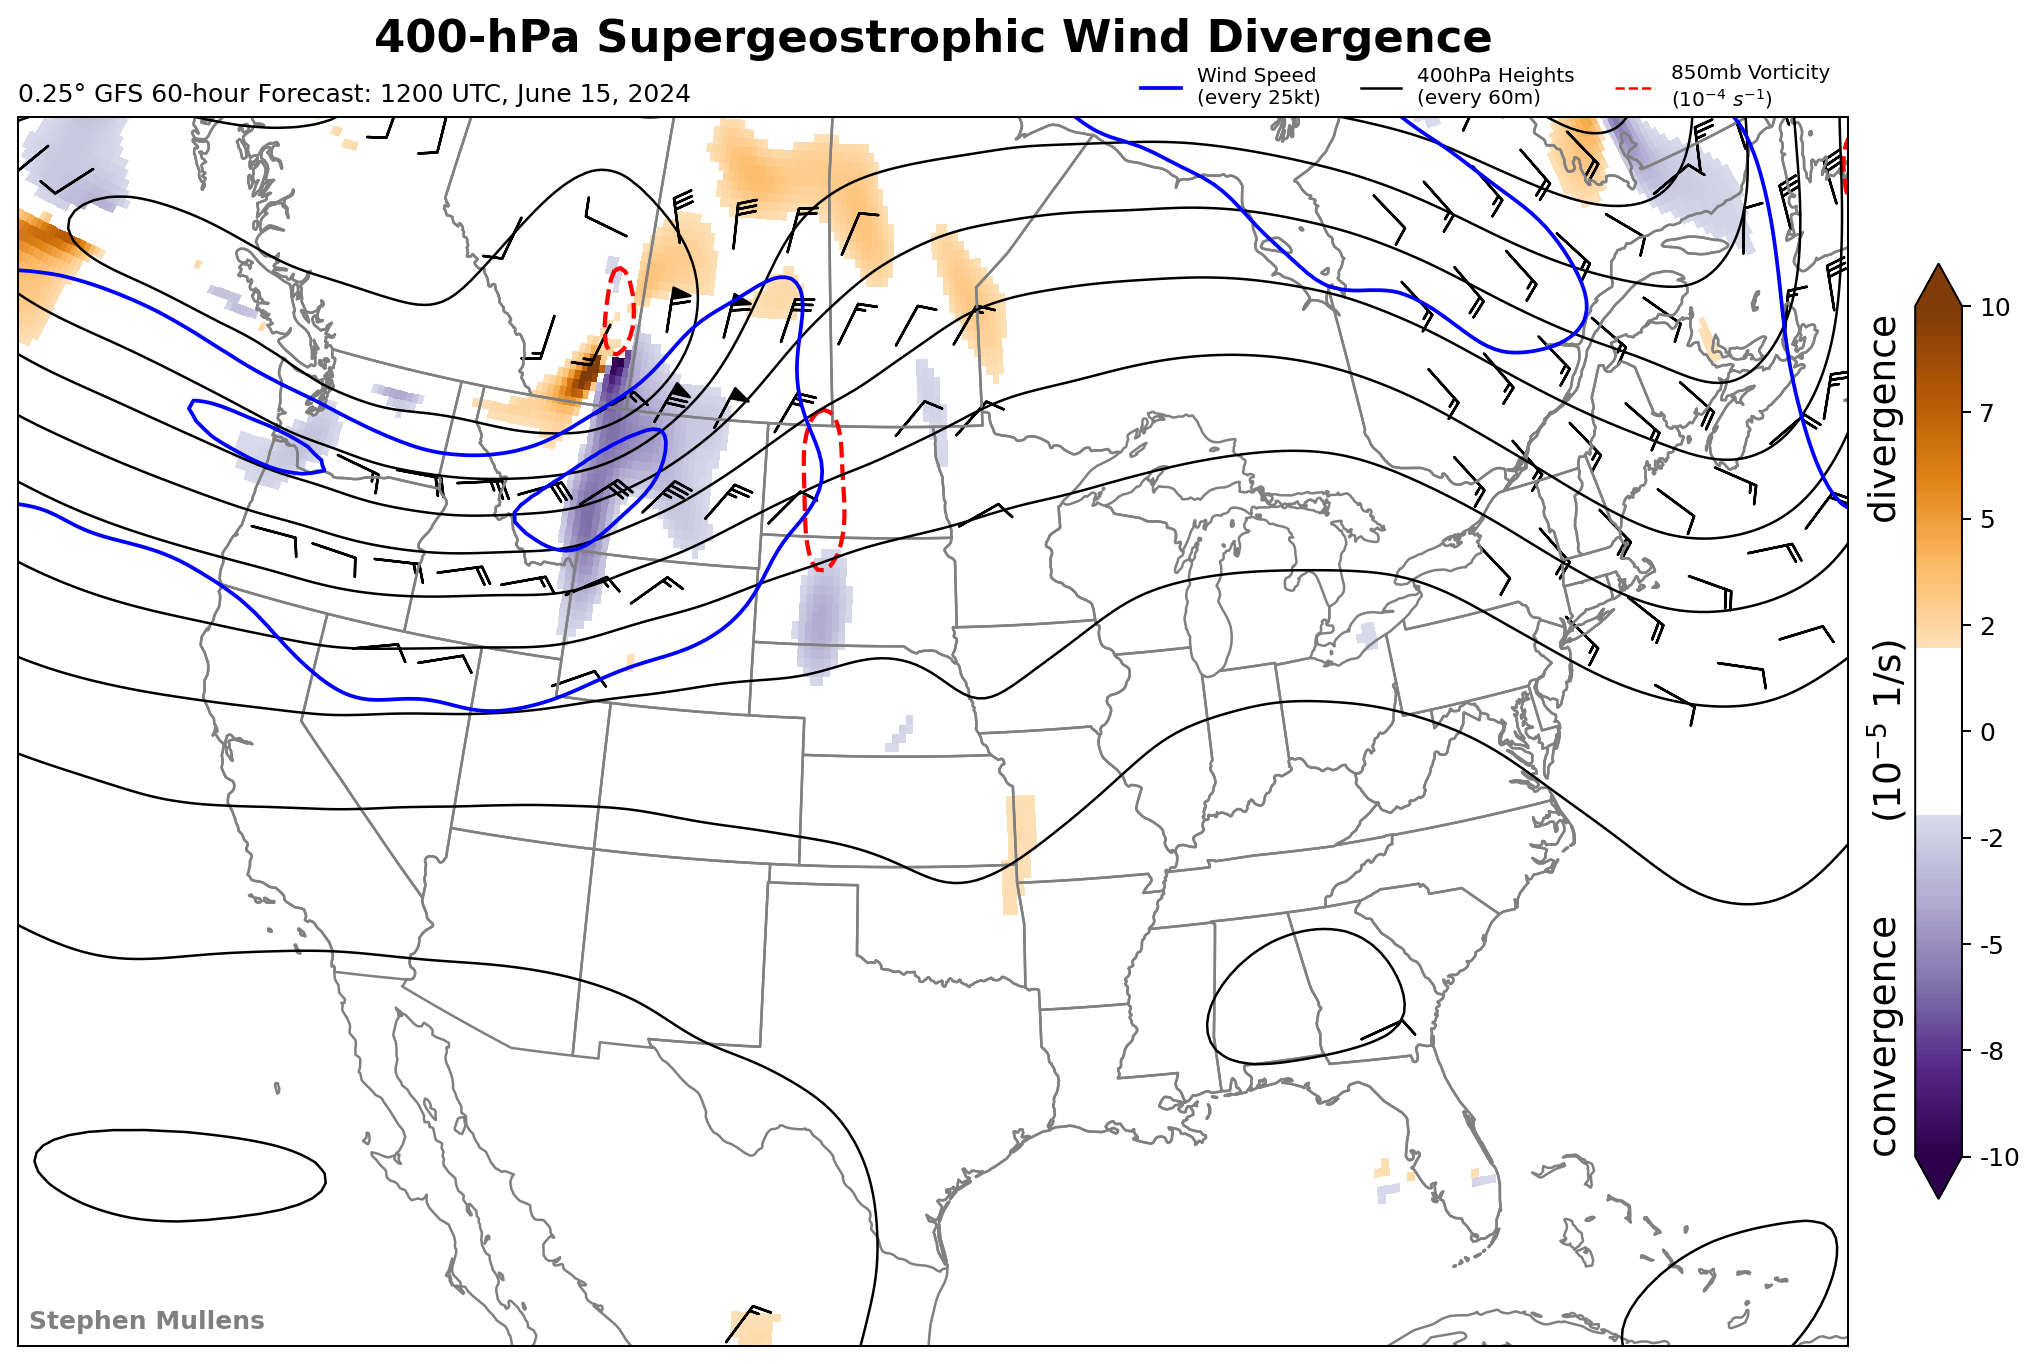 400-hPa Supergeostrophic Wind Divergence
0.25° GFS 60-hour Forecast: 1200 UTC, June 15, 2024
Wind Speed
(every 25kt)
400hPa Heights
(every 60m)
850mb Vorticity
(10⁻⁴ s⁻¹)
10
7
5
2
0
-2
-5
-8
-10
convergence (10⁻⁵ 1/s) divergence
Stephen Mullens